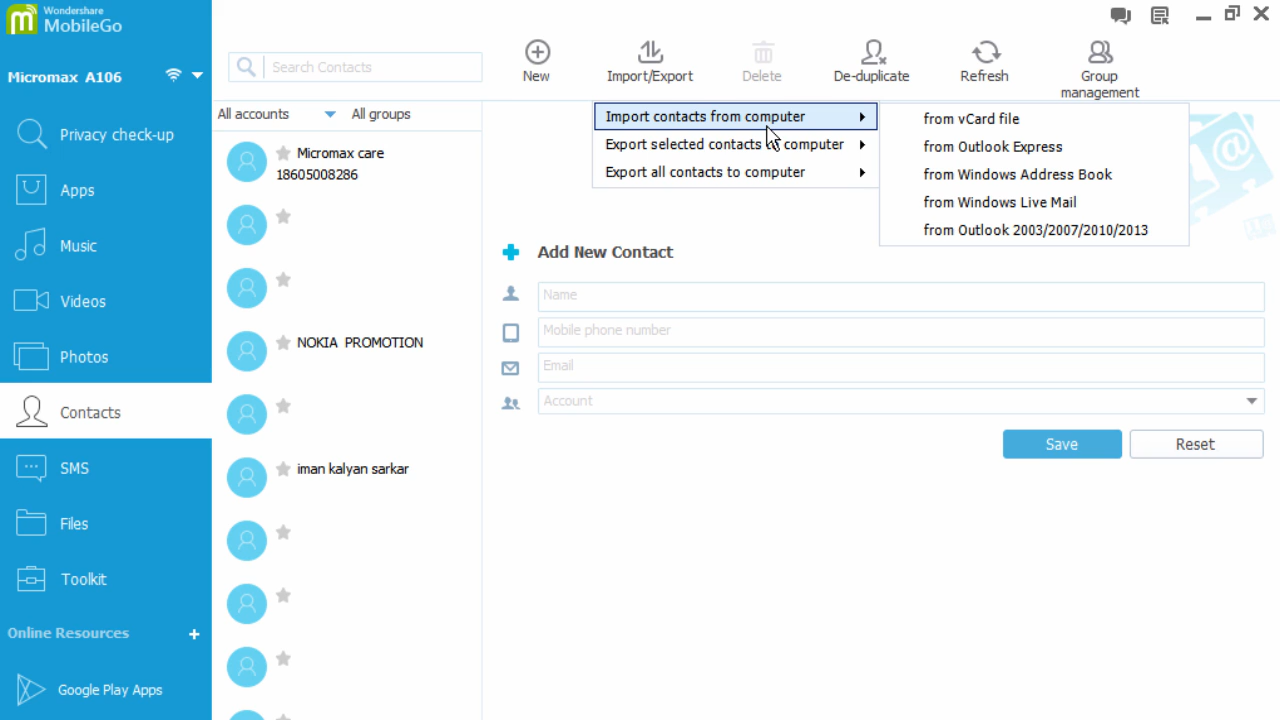 Wondershare
MobileGo
Micromax A106
Privacy check-up
Apps
Music
Videos
Photos
Contacts
SMS
Files
Toolkit
Online Resources +
Google Play Apps
Search Contacts
New
Import/Export
Delete
De-duplicate
Refresh
Group
management
All accounts
All groups
Micromax care
18605008286
NOKIA PROMOTION
iman kalyan sarkar
Import contacts from computer
Export selected contacts computer
Export all contacts to computer
from vCard file
from Outlook Express
from Windows Address Book
from Windows Live Mail
from Outlook 2003/2007/2010/2013
Add New Contact
Name
Mobile phone number
Email
Account
Save
Reset